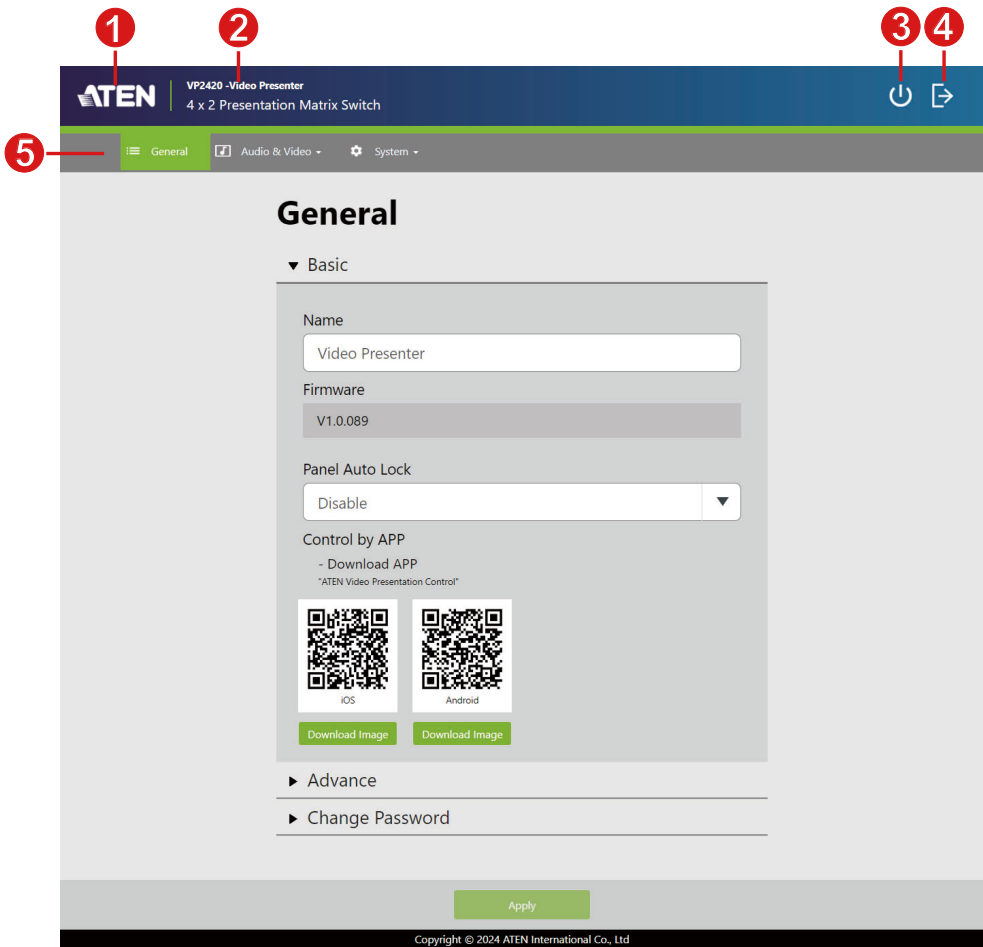 1
2
3
4
ATEN
VP2420 -Video Presenter
4 x 2 Presentation Matrix Switch
5
General
Audio & Video
System
General
Basic
Name
Video Presenter
Firmware
V1.0.089
Panel Auto Lock
Disable
Control by APP
- Download APP
"ATEN Video Presentation Control"
iOS
Android
Download Image
Download Image
Advance
Change Password
Apply
Copyright © 2024 ATEN International Co., Ltd